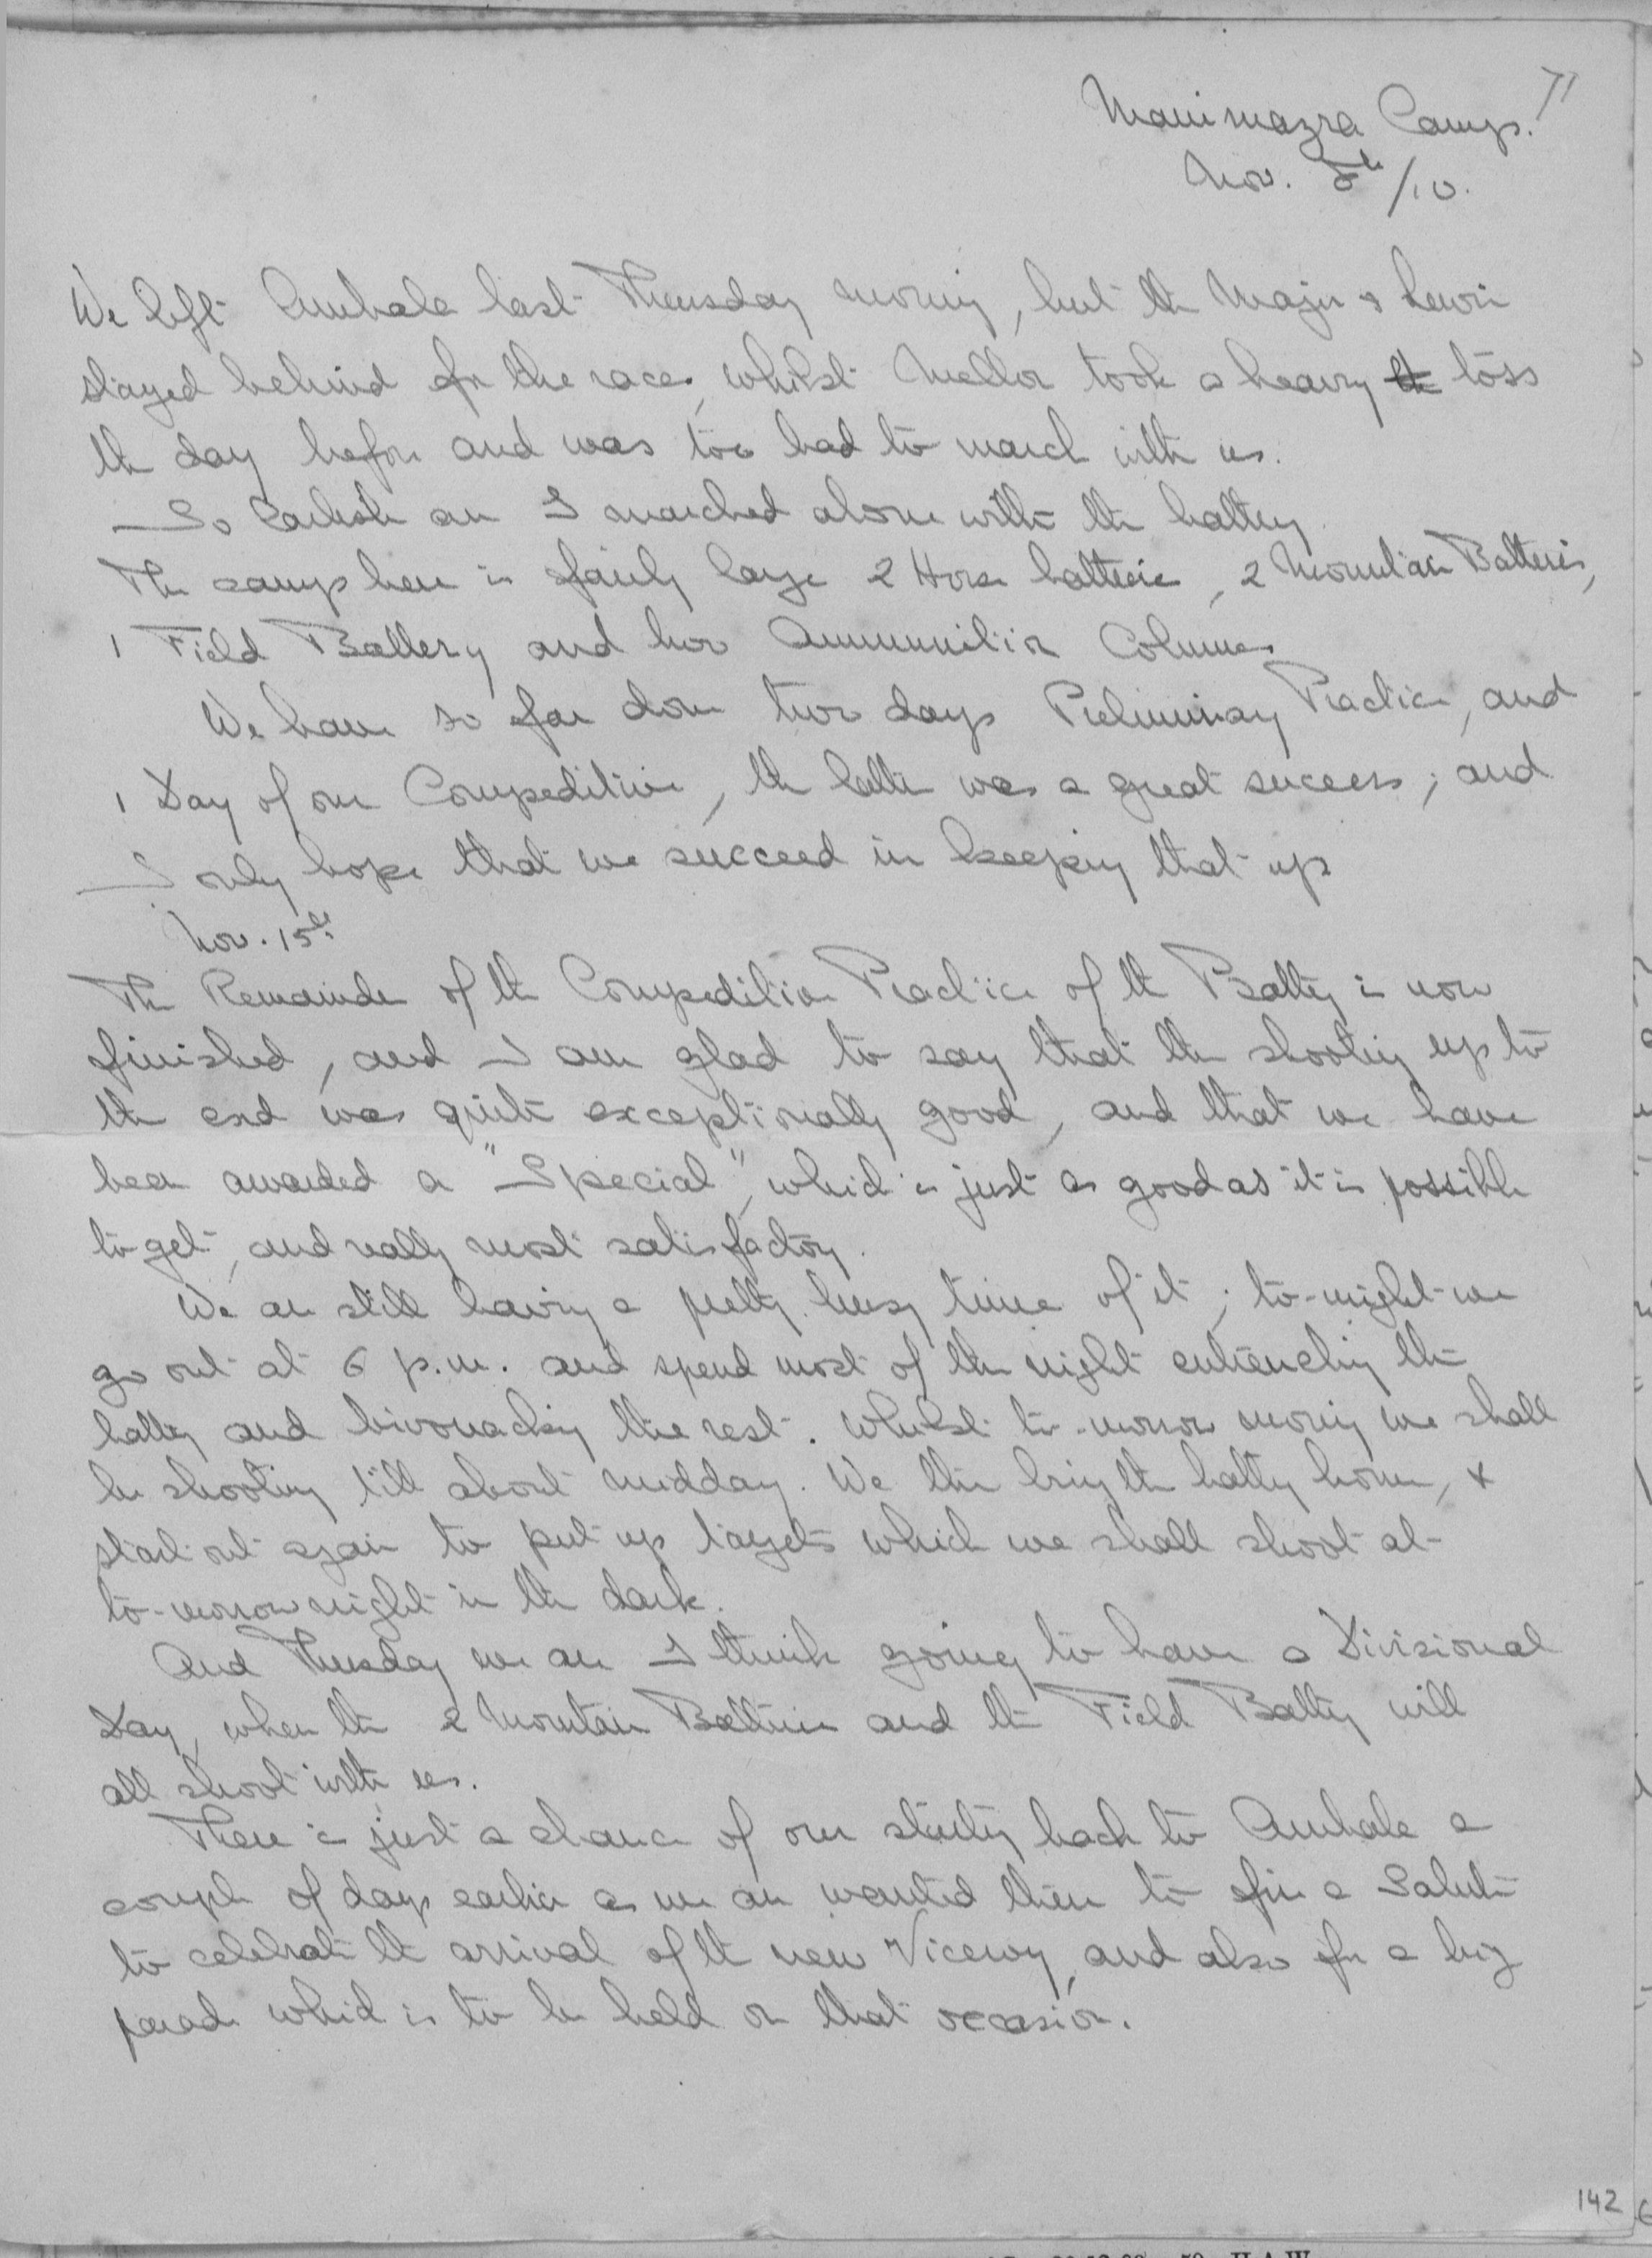 71
Manimazra Camp.
Nov. 8th/10.
We left Umbala last Thursday morning, but the Major & Lewin
stayed behind for the races, whilst Mellor took a heavy toss
the day before and was too bad to march with us.
So and I marched alone with the battery.
The camp here is fairly large 2 Horse batteries, 2 Mountain Batteries,
1 Field Battery and two Ammunition Columns
We have so far done two days Preliminary Practice, and
1 Day of our Competitive, the latter was a great success; and
I only hope that we succeed in keeping that up
Nov. 15th
The Remainder of the Competitive Practice of the Battery is now
finished, and I am glad to say that the shooting up to
the end was quite exceptionally good, and that we have
been awarded a "Special", which is just as good as it is possible
to get, and really most satisfactory.
We are still having a pretty busy time of it; to-night we
go out at 6 p.m. and spend most of the night entrenching the
battery and bivouacking the rest. Whilst to-morrow morning we shall
be shooting till about midday. We then bring the battery home, &
start out again to put up targets which we shall shoot at
to-morrow night in the dark.
And Thursday we are I think going to have a Divisional
Day, when the 2 Mountain Batteries and the Field Battery will
all shoot with us.
There is just a chance of our starting back to Umbala a
couple of days earlier as we are wanted there to fire a Salute
to celebrate the arrival of the new Viceroy, and also for a big
parade which is to be held on that occasion.
142